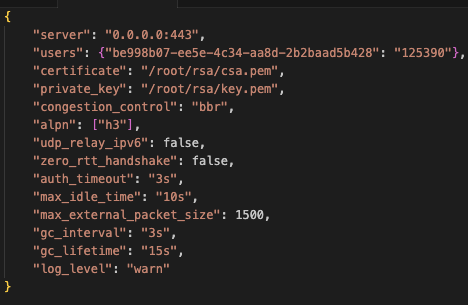 {
"server": "0.0.0.0:443",
"users": {"be998b07-ee5e-4c34-aa8d-2b2baad5b428": "125390"},
"certificate": "/root/rsa/csa.pem",
"private_key": "/root/rsa/key.pem",
"congestion_control": "bbr",
"alpn": ["h3"],
"udp_relay_ipv6": false,
"zero_rtt_handshake": false,
"auth_timeout": "3s",
"max_idle_time": "10s",
"max_external_packet_size": 1500,
"gc_interval": "3s",
"gc_lifetime": "15s",
"log_level": "warn"
}